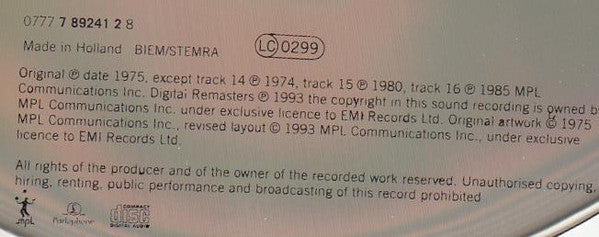 0777 7 89241 2 8
Made in Holland BIEM/STEMRA LC 0299
Original ℗ date 1975, except track 14 ℗ 1974, track 15 ℗ 1980, track 16 ℗ 1985 MPL
Communications Inc. Digital Remasters ℗ 1993 the copyright in this sound recording is owned by
MPL Communications Inc. under exclusive licence to EMI Records Ltd. Original artwork © 1975
MPL Communications Inc., revised layout © 1993 MPL Communications Inc., under exclusive
licence to EMI Records Ltd.
All rights of the producer and of the owner of the recorded work reserved. Unauthorised copying,
hiring, renting, public performance and broadcasting of this record prohibited
mpl Parlophone COMPACT disc DIGITAL AUDIO